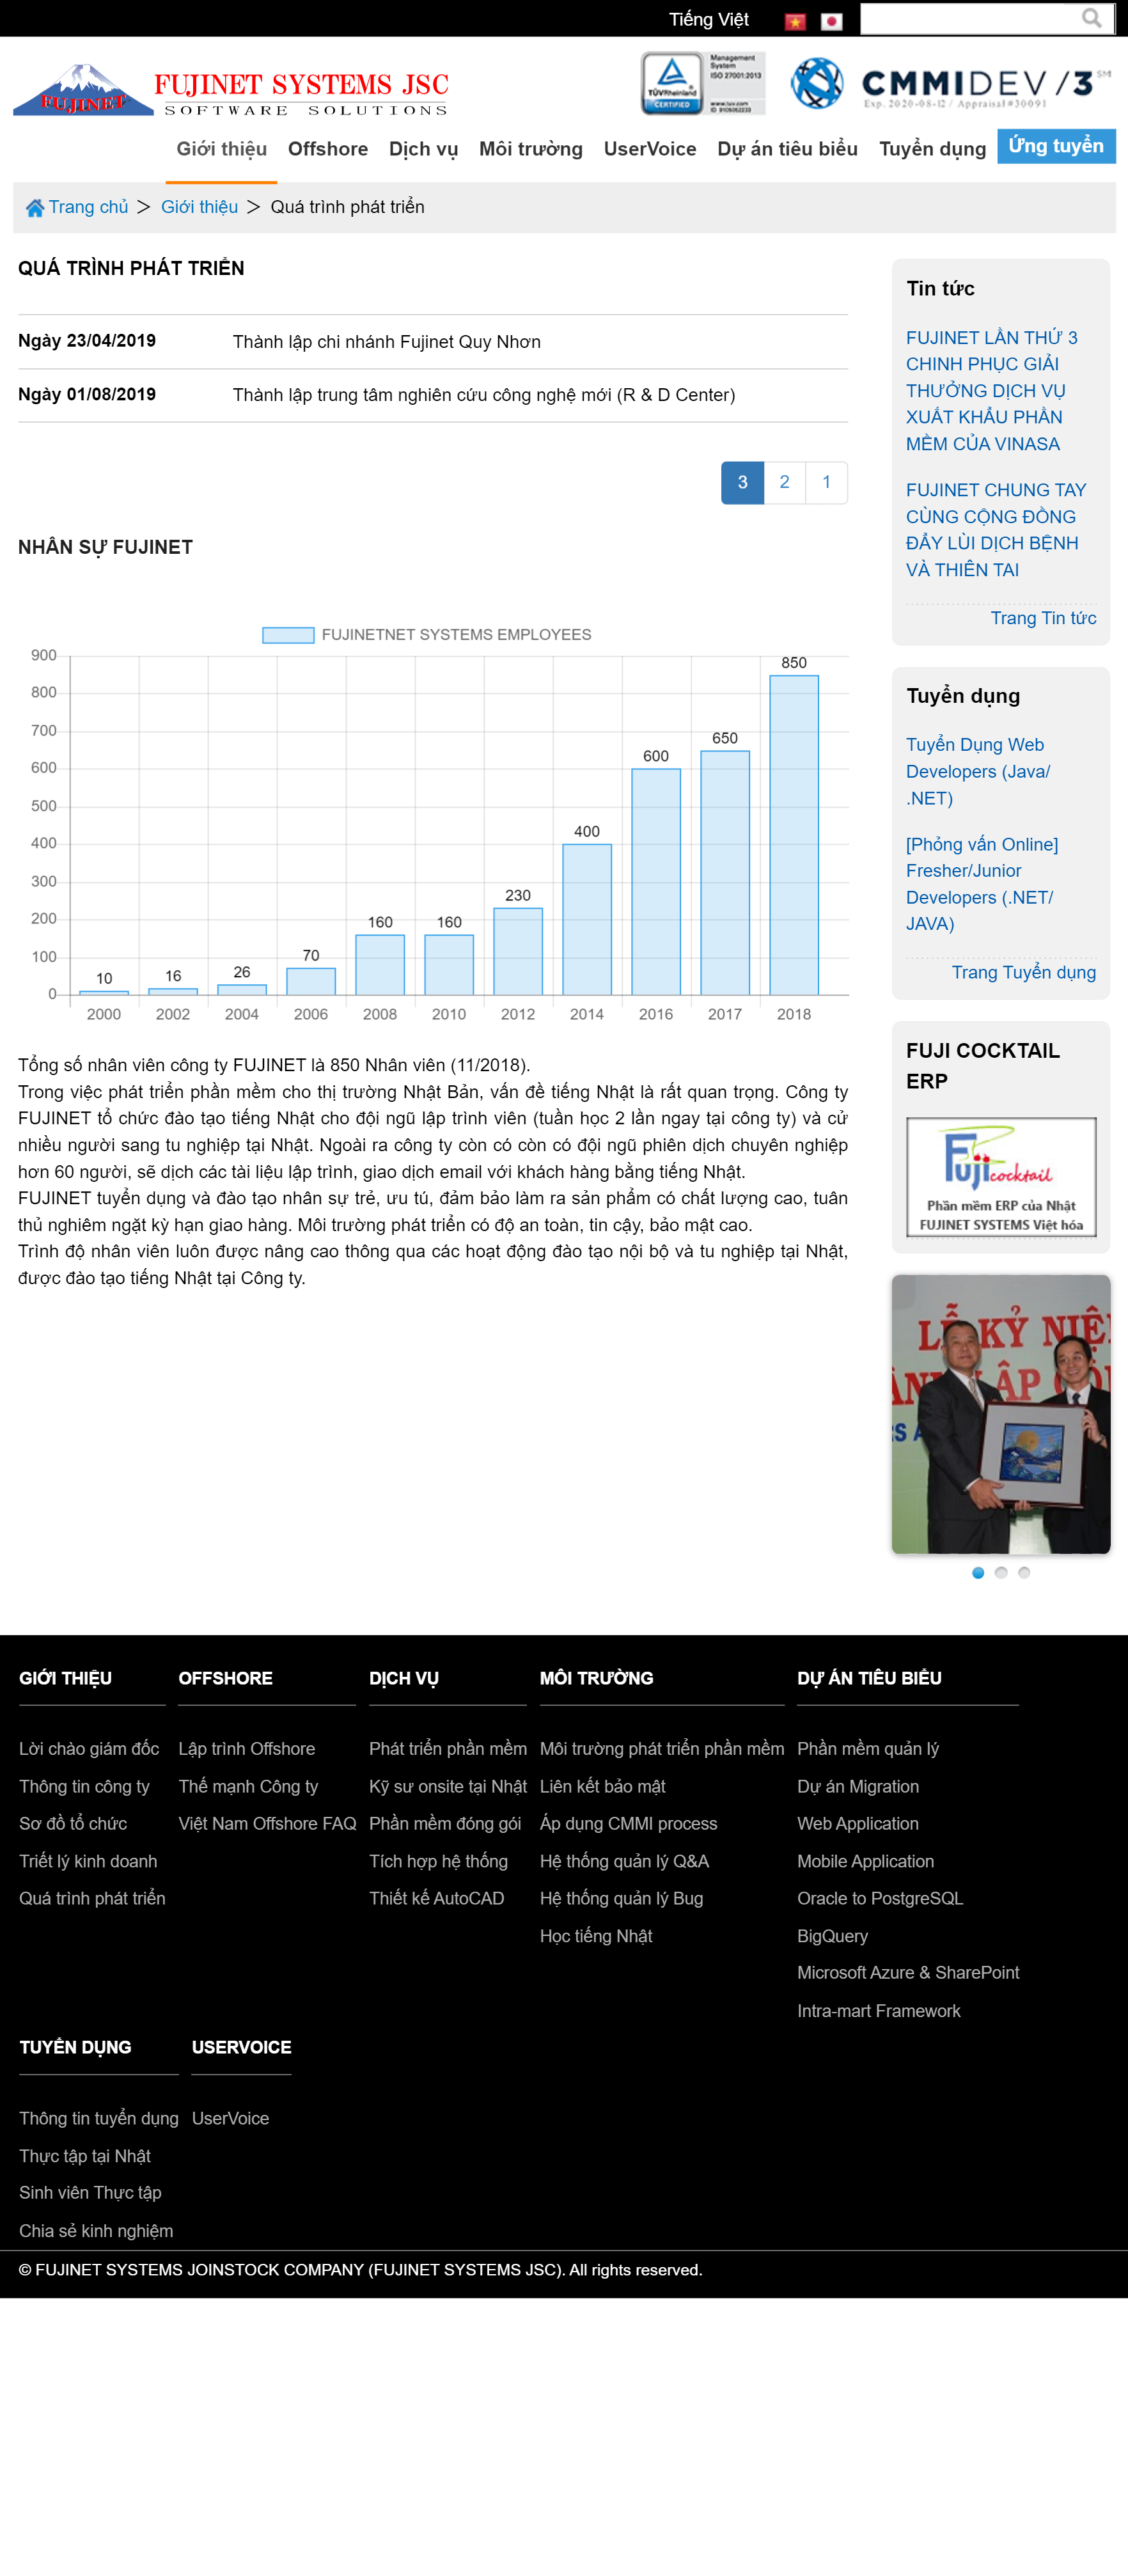 Tiếng Việt
FUJINET
FUJINET SYSTEMS JSC
SOFTWARE SOLUTIONS
TÜVRheinland
CERTIFIED
Management
System
ISO 27001:2013
www.tuv.com
ID 9105052233
CMMIDEV/3 SM
Exp. 2020-08-12 / Appraisal #30091
Giới thiệu Offshore Dịch vụ Môi trường UserVoice Dự án tiêu biểu Tuyển dụng Ứng tuyển
Trang chủ > Giới thiệu > Quá trình phát triển
QUÁ TRÌNH PHÁT TRIỂN
Ngày 23/04/2019 Thành lập chi nhánh Fujinet Quy Nhơn
Ngày 01/08/2019 Thành lập trung tâm nghiên cứu công nghệ mới (R & D Center)
3 2 1
NHÂN SỰ FUJINET
FUJINETNET SYSTEMS EMPLOYEES
900
800
700
600
500
400
300
200
100
0
10 16 26 70 160 160 230 400 600 650 850
2000 2002 2004 2006 2008 2010 2012 2014 2016 2017 2018
Tổng số nhân viên công ty FUJINET là 850 Nhân viên (11/2018).
Trong việc phát triển phần mềm cho thị trường Nhật Bản, vấn đề tiếng Nhật là rất quan trọng. Công ty
FUJINET tổ chức đào tạo tiếng Nhật cho đội ngũ lập trình viên (tuần học 2 lần ngay tại công ty) và cử
nhiều người sang tu nghiệp tại Nhật. Ngoài ra công ty còn có còn có đội ngũ phiên dịch chuyên nghiệp
hơn 60 người, sẽ dịch các tài liệu lập trình, giao dịch email với khách hàng bằng tiếng Nhật.
FUJINET tuyển dụng và đào tạo nhân sự trẻ, ưu tú, đảm bảo làm ra sản phẩm có chất lượng cao, tuân
thủ nghiêm ngặt kỳ hạn giao hàng. Môi trường phát triển có độ an toàn, tin cậy, bảo mật cao.
Trình độ nhân viên luôn được nâng cao thông qua các hoạt động đào tạo nội bộ và tu nghiệp tại Nhật,
được đào tạo tiếng Nhật tại Công ty.
Tin tức
FUJINET LẦN THỨ 3
CHINH PHỤC GIẢI
THƯỞNG DỊCH VỤ
XUẤT KHẨU PHẦN
MỀM CỦA VINASA
FUJINET CHUNG TAY
CÙNG CỘNG ĐỒNG
ĐẨY LÙI DỊCH BỆNH
VÀ THIÊN TAI
Trang Tin tức
Tuyển dụng
Tuyển Dụng Web
Developers (Java/
.NET)
[Phỏng vấn Online]
Fresher/Junior
Developers (.NET/
JAVA)
Trang Tuyển dụng
FUJI COCKTAIL
ERP
Fuji cocktail
Phần mềm ERP của Nhật
FUJINET SYSTEMS Việt hóa
LỄ KỶ NIỆ
ÀNH LẬP CÔ
RS A
GIỚI THIỆU
Lời chào giám đốc
Thông tin công ty
Sơ đồ tổ chức
Triết lý kinh doanh
Quá trình phát triển
OFFSHORE
Lập trình Offshore
Thế mạnh Công ty
Việt Nam Offshore FAQ
DỊCH VỤ
Phát triển phần mềm
Kỹ sư onsite tại Nhật
Phần mềm đóng gói
Tích hợp hệ thống
Thiết kế AutoCAD
MÔI TRƯỜNG
Môi trường phát triển phần mềm
Liên kết bảo mật
Áp dụng CMMI process
Hệ thống quản lý Q&A
Hệ thống quản lý Bug
Học tiếng Nhật
DỰ ÁN TIÊU BIỂU
Phần mềm quản lý
Dự án Migration
Web Application
Mobile Application
Oracle to PostgreSQL
BigQuery
Microsoft Azure & SharePoint
Intra-mart Framework
TUYỂN DỤNG
Thông tin tuyển dụng
Thực tập tại Nhật
Sinh viên Thực tập
Chia sẻ kinh nghiệm
USERVOICE
UserVoice
© FUJINET SYSTEMS JOINSTOCK COMPANY (FUJINET SYSTEMS JSC). All rights reserved.